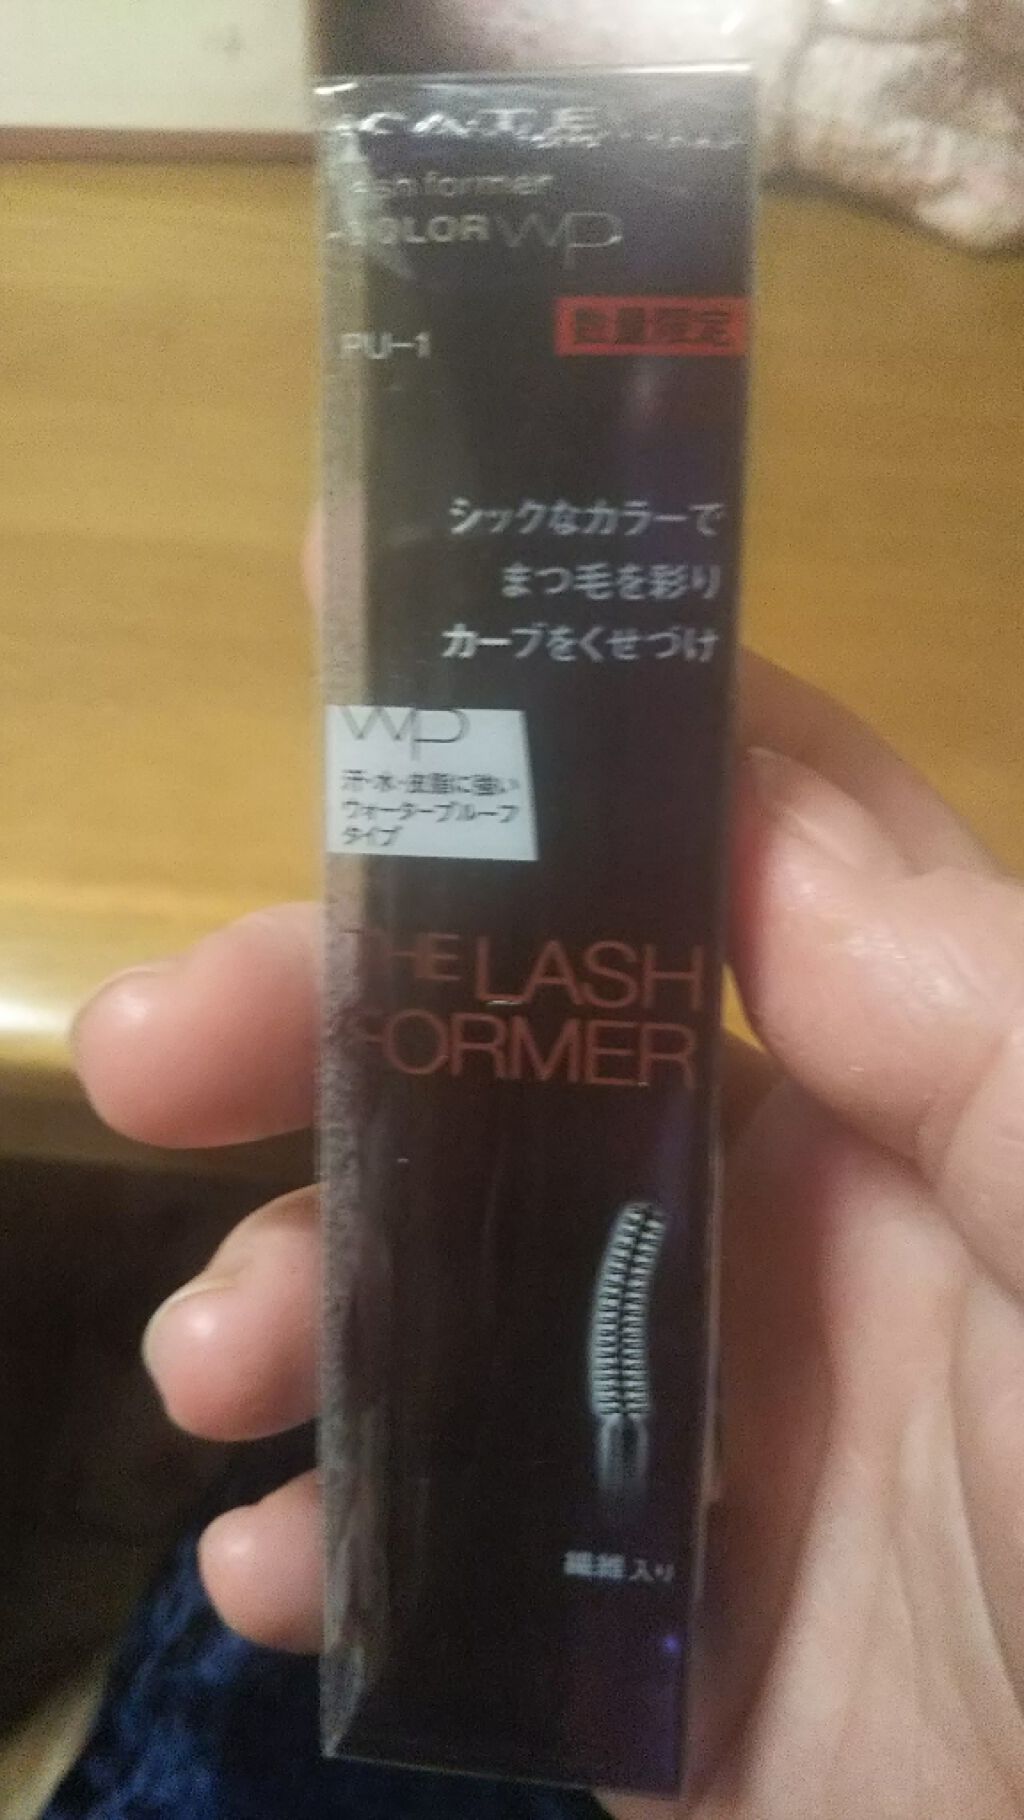 KATE
lash former
COLOR WP
数量限定
PU-1
シックなカラーで
まつ毛を彩り
カーブをくせづけ
WP
汗・水・皮脂に強い
ウォータープルーフ
タイプ
THE LASH
FORMER
繊維入り